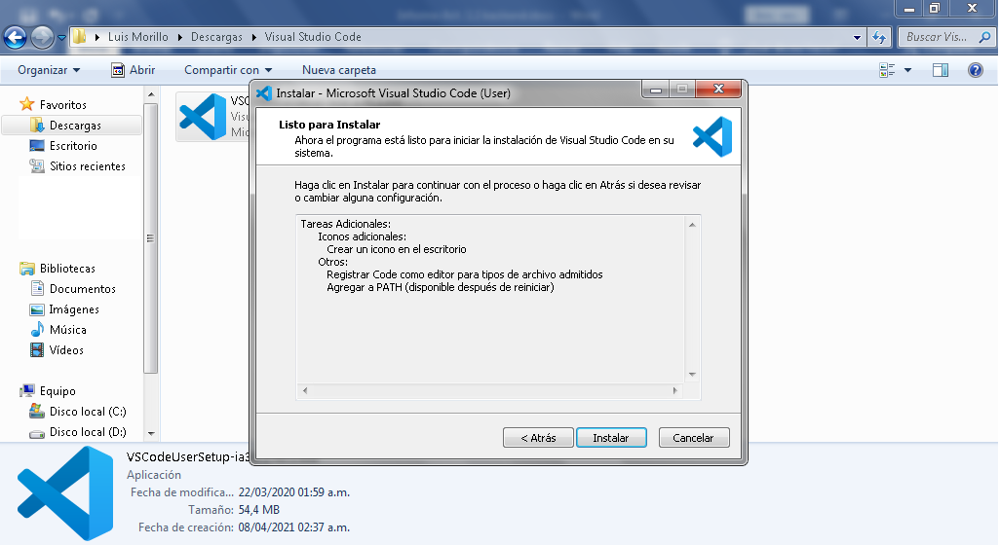 Luis Morillo Descargas Visual Studio Code
Buscar Vis...
Organizar Abrir Compartir con Nueva carpeta
Favoritos
Descargas
Escritorio
Sitios recientes
Bibliotecas
Documentos
Imágenes
Música
Vídeos
Equipo
Disco local (C:)
Disco local (D:)
Instalar - Microsoft Visual Studio Code (User)
Listo para Instalar
Ahora el programa está listo para iniciar la instalación de Visual Studio Code en su
sistema.
Haga clic en Instalar para continuar con el proceso o haga clic en Atrás si desea revisar
o cambiar alguna configuración.
Tareas Adicionales:
Iconos adicionales:
Crear un icono en el escritorio
Otros:
Registrar Code como editor para tipos de archivo admitidos
Agregar a PATH (disponible después de reiniciar)
< Atrás Instalar Cancelar
VSCodeUserSetup-ia3
Aplicación
Fecha de modifica... 22/03/2020 01:59 a.m.
Tamaño: 54,4 MB
Fecha de creación: 08/04/2021 02:37 a.m.